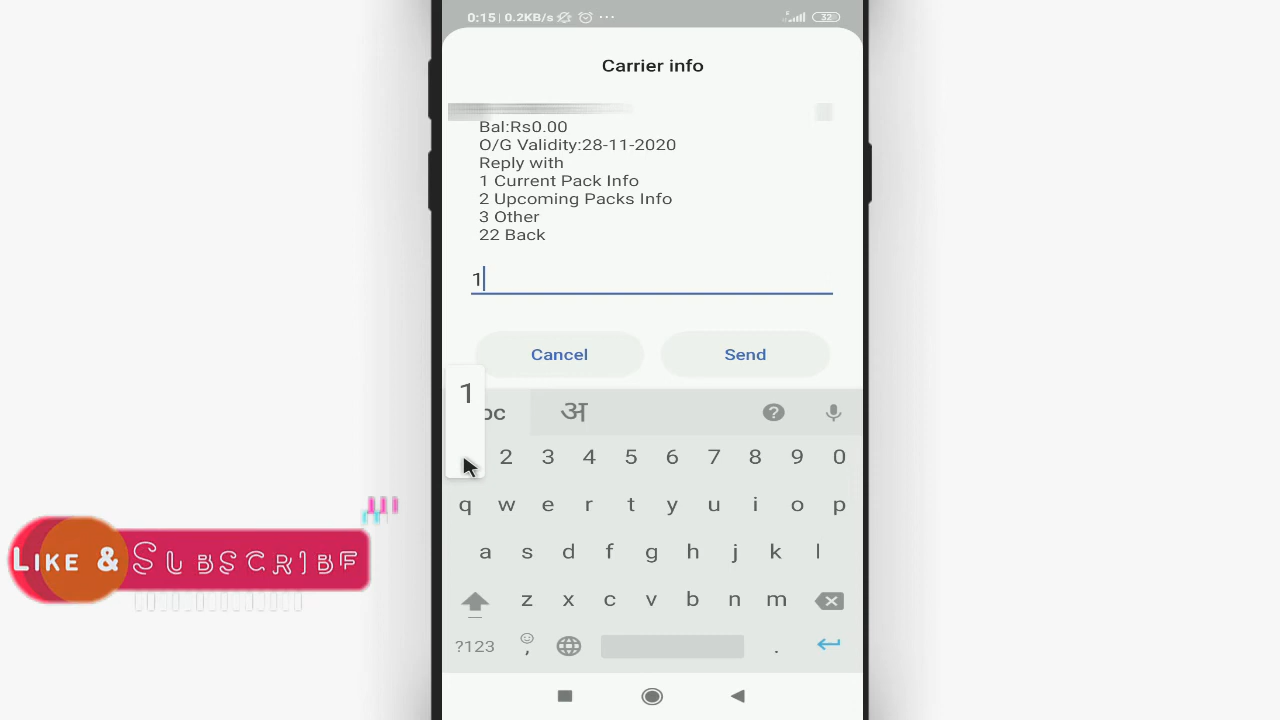 0:15 | 0.2KB/s ...
32
Carrier info
Bal:Rs0.00
O/G Validity:28-11-2020
Reply with
1 Current Pack Info
2 Upcoming Packs Info
3 Other
22 Back
1
Cancel
Send
1
अ
?
2 3 4 5 6 7 8 9 0
q w e r t y u i o p
a s d f g h j k l
z x c v b n m
?123 , .
LIKE & SUBSCRIBE